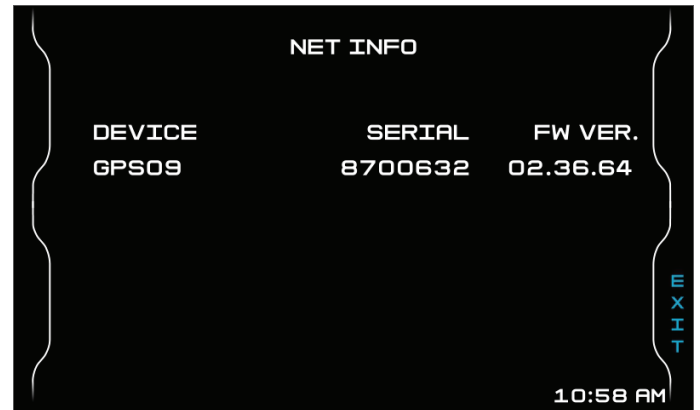 NET INFO
DEVICE SERIAL FW VER.
GPS09 8700632 02.36.64
EXIT
10:58 AM